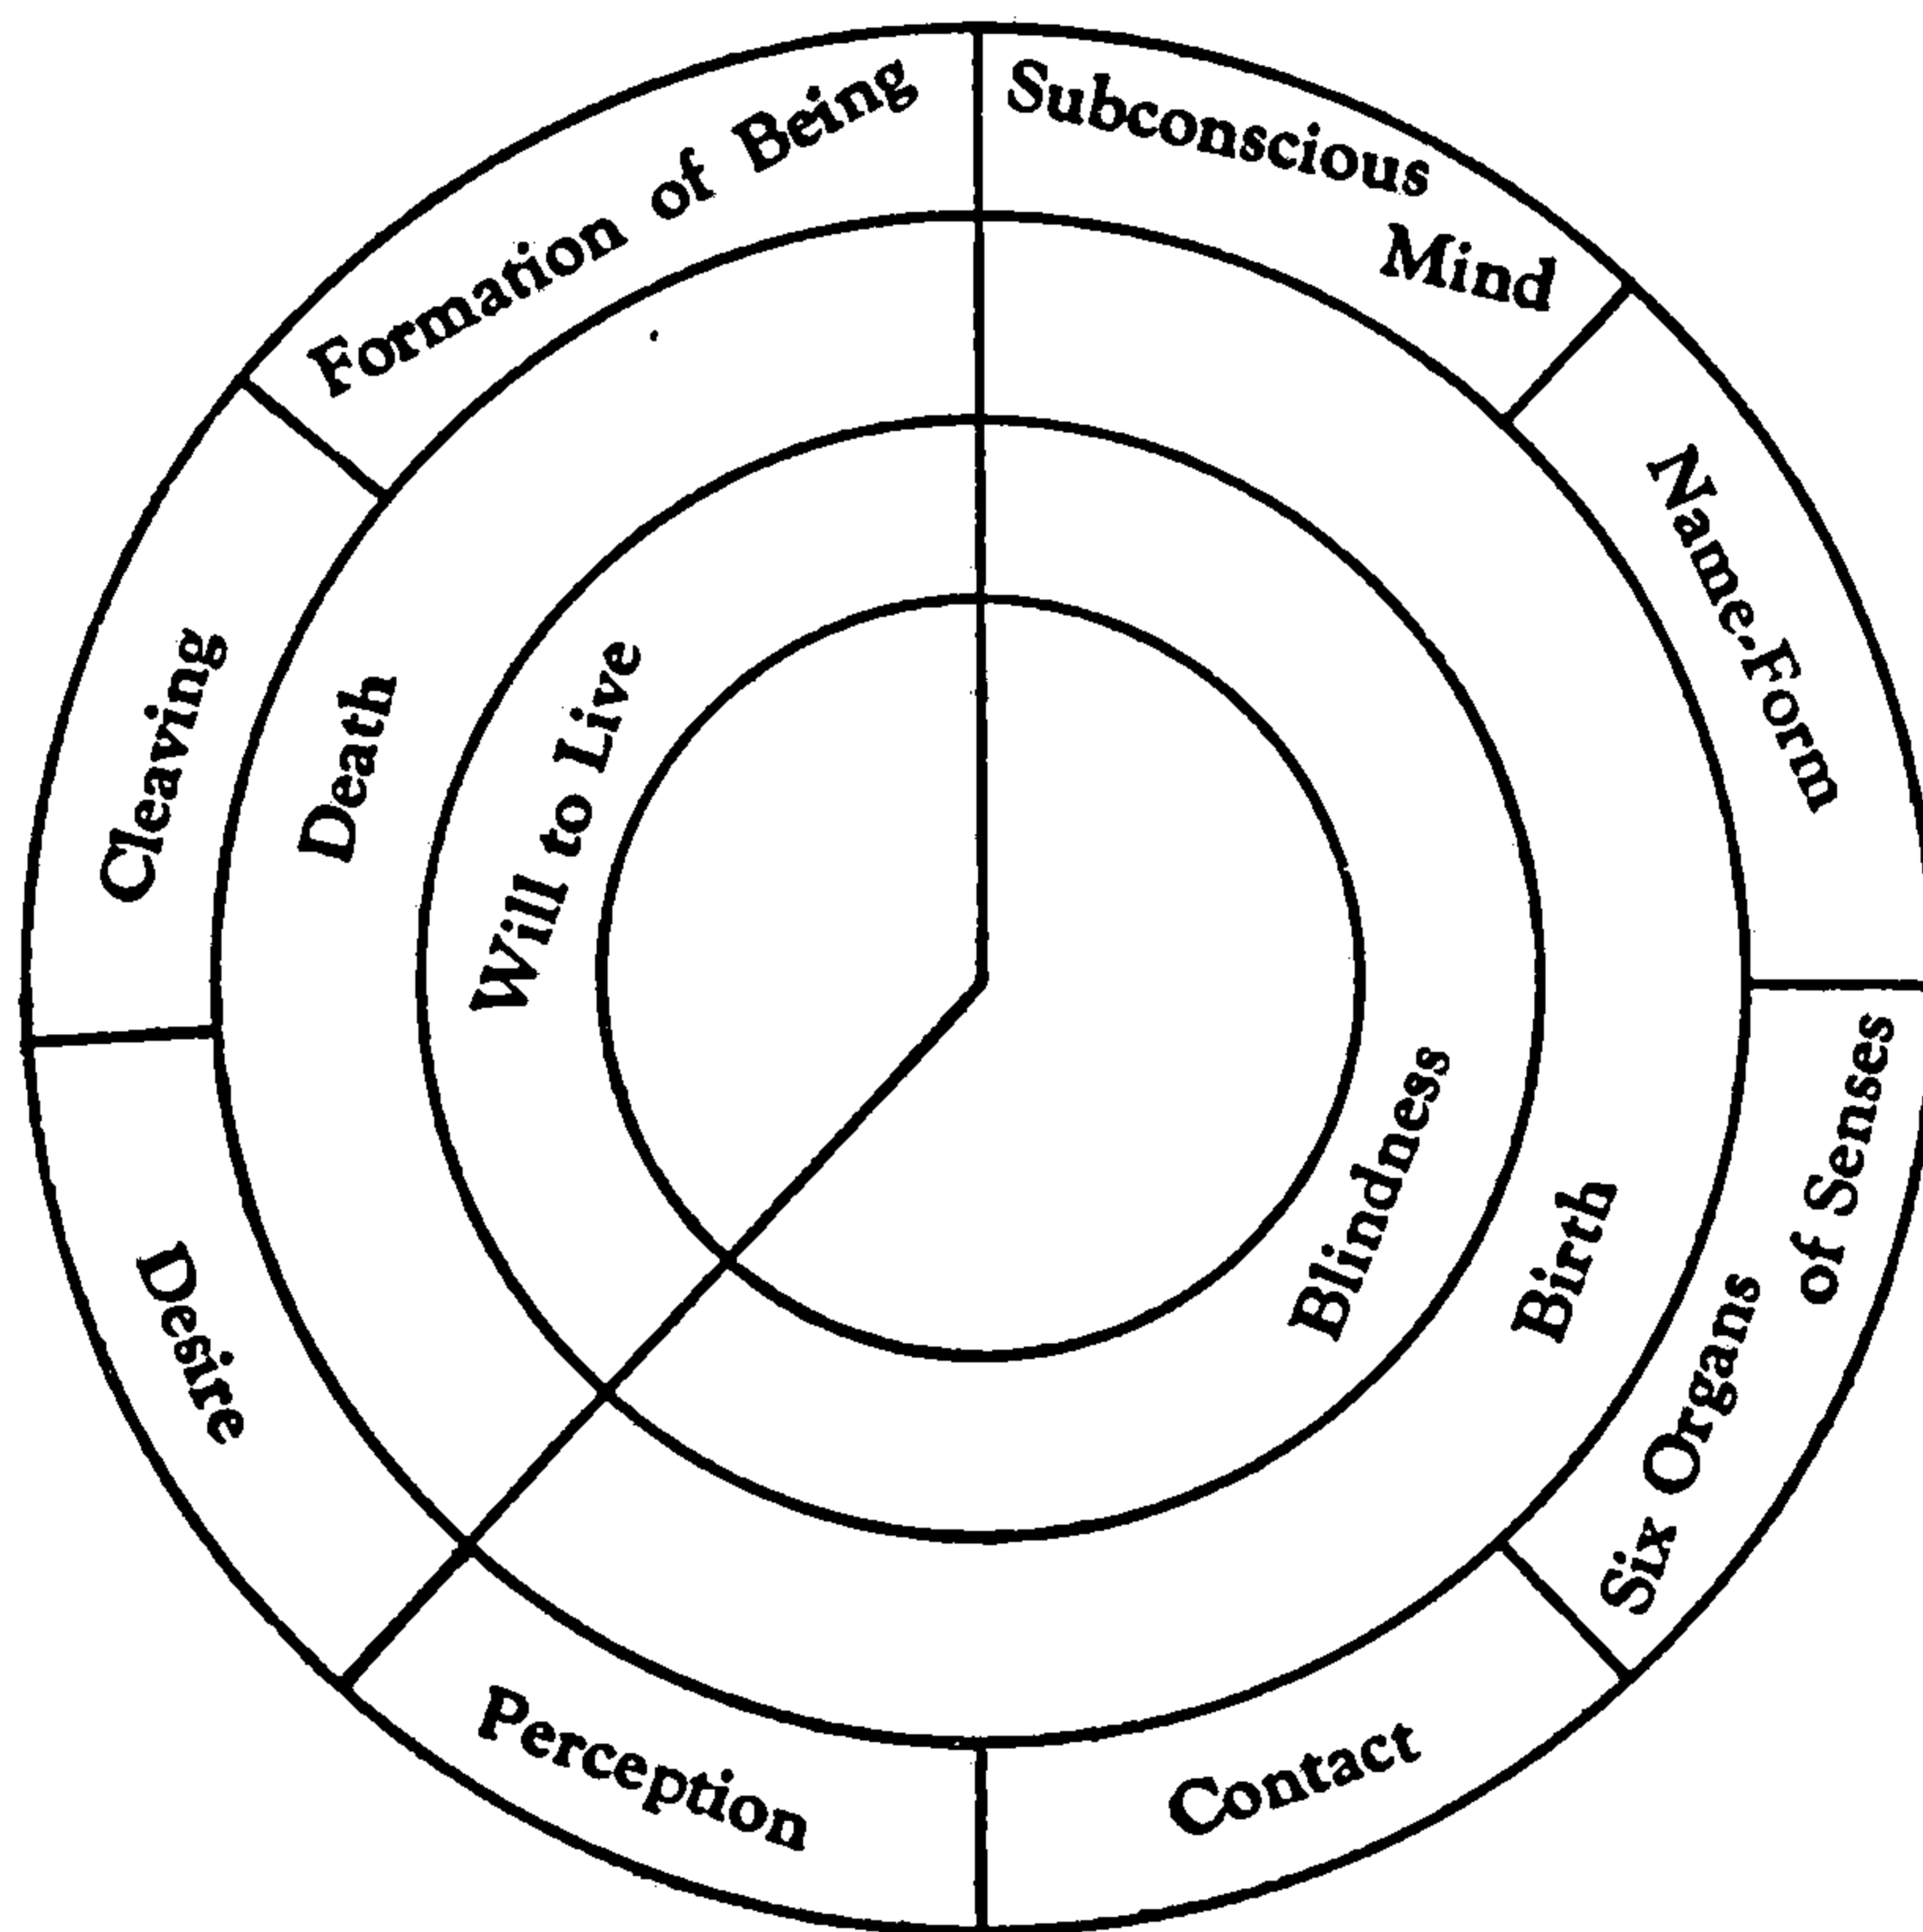 Subconscious
Mind
Name.Form
Six Organs
of Senses
Contact
Perception
Desire
Cleaving
Formation of Being
Birth
Death
Blindness
Will to Live